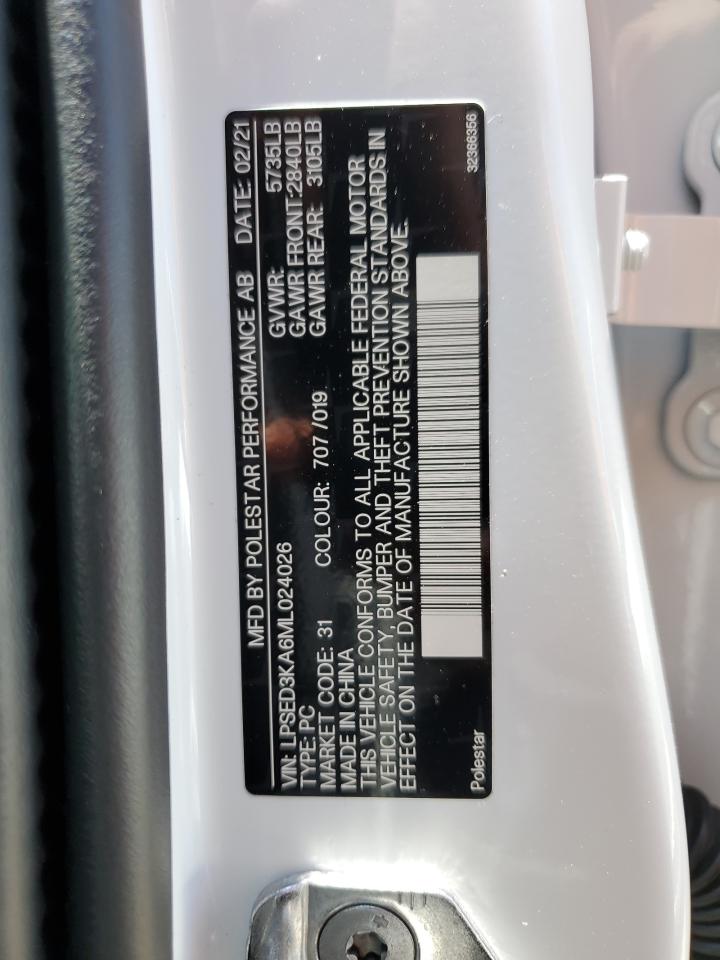 MFD BY POLESTAR PERFORMANCE AB DATE: 02/21
VIN: LPSED3KA6ML024026 GVWR: 5735LB
TYPE: PC GAWR FRONT:2840LB
MARKET CODE: 31 COLOUR: 707 /019 GAWR REAR: 3105LB
MADE IN CHINA
THIS VEHICLE CONFORMS TO ALL APPLICABLE FEDERAL MOTOR
VEHICLE SAFETY, BUMPER AND THEFT PREVENTION STANDARDS IN
EFFECT ON THE DATE OF MANUFACTURE SHOWN ABOVE.
Polestar 32366356